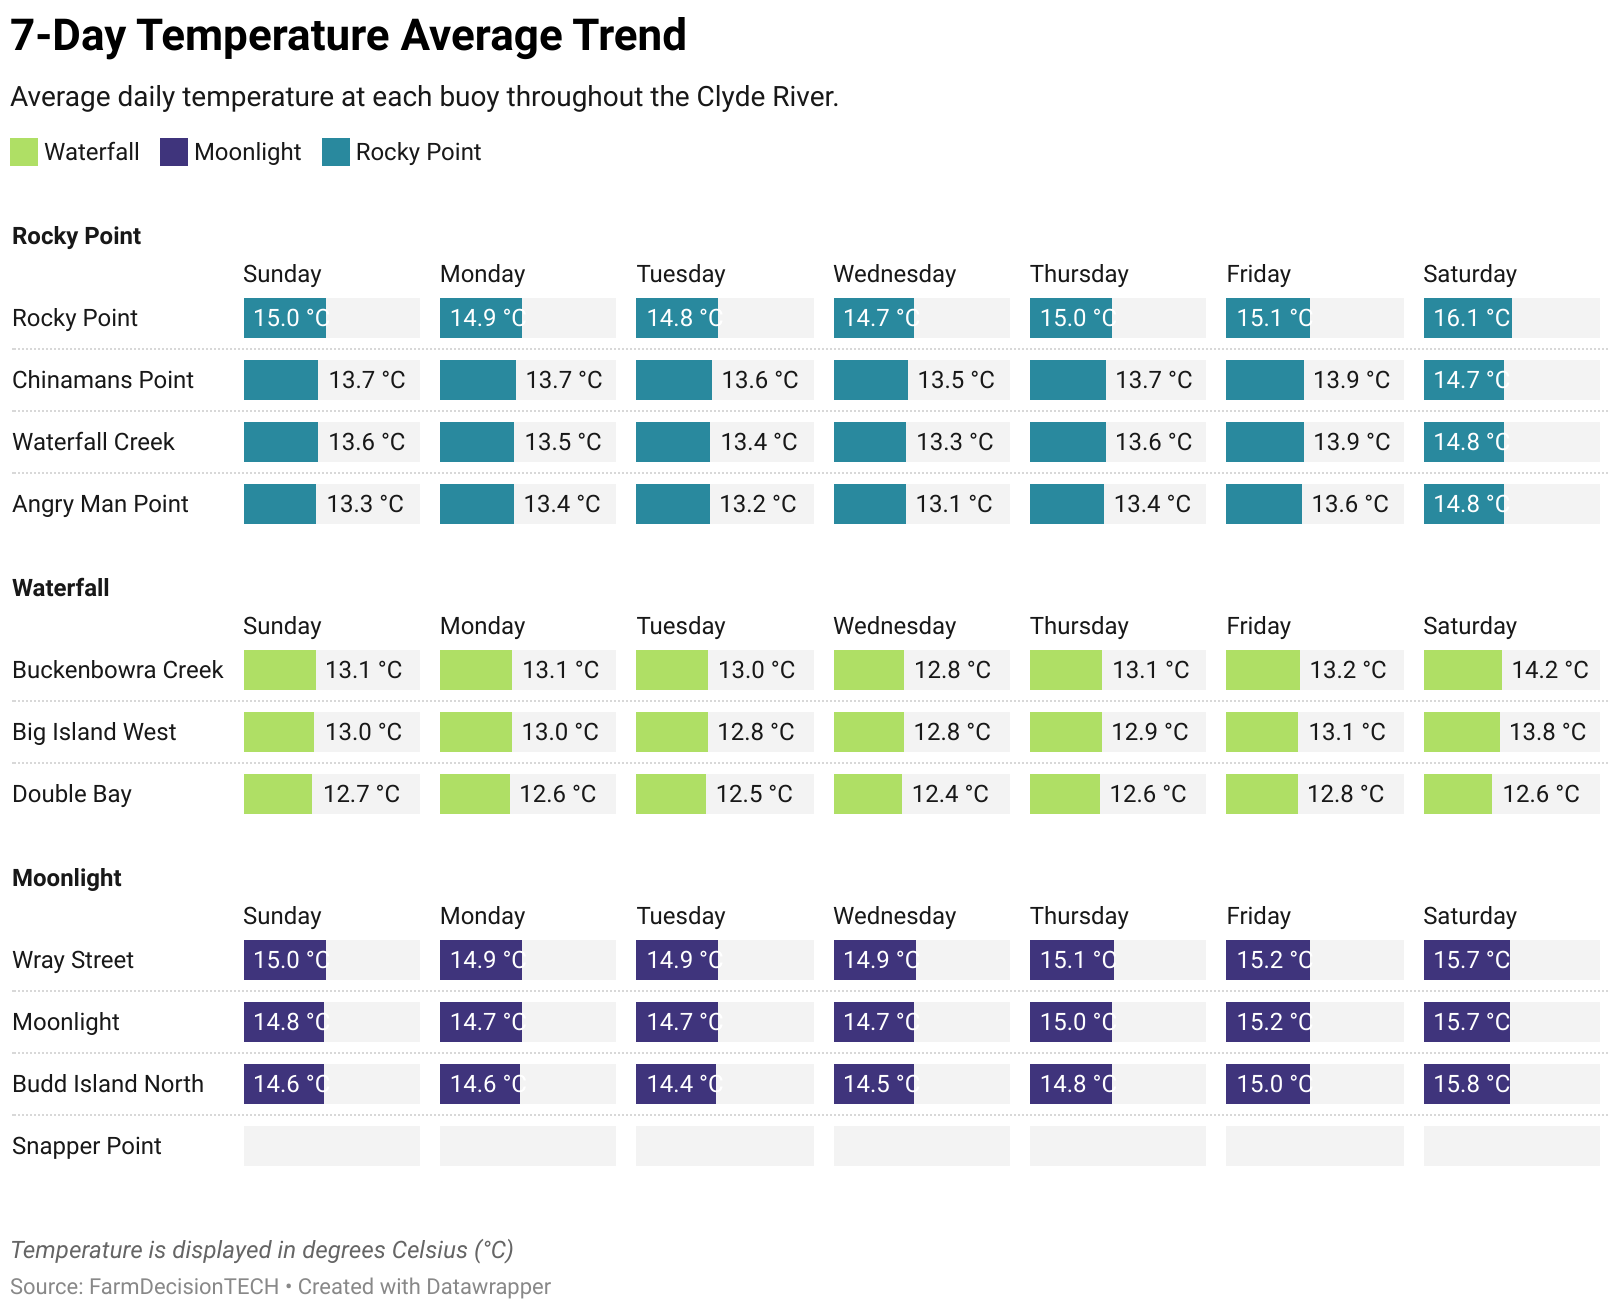 7-Day Temperature Average Trend
Average daily temperature at each buoy throughout the Clyde River.
Waterfall Moonlight Rocky Point
Rocky Point
Sunday Monday Tuesday Wednesday Thursday Friday Saturday
Rocky Point 15.0 °C 14.9 °C 14.8 °C 14.7 °C 15.0 °C 15.1 °C 16.1 °C
Chinamans Point 13.7 °C 13.7 °C 13.6 °C 13.5 °C 13.7 °C 13.9 °C 14.7 °C
Waterfall Creek 13.6 °C 13.5 °C 13.4 °C 13.3 °C 13.6 °C 13.9 °C 14.8 °C
Angry Man Point 13.3 °C 13.4 °C 13.2 °C 13.1 °C 13.4 °C 13.6 °C 14.8 °C
Waterfall
Sunday Monday Tuesday Wednesday Thursday Friday Saturday
Buckenbowra Creek 13.1 °C 13.1 °C 13.0 °C 12.8 °C 13.1 °C 13.2 °C 14.2 °C
Big Island West 13.0 °C 13.0 °C 12.8 °C 12.8 °C 12.9 °C 13.1 °C 13.8 °C
Double Bay 12.7 °C 12.6 °C 12.5 °C 12.4 °C 12.6 °C 12.8 °C 12.6 °C
Moonlight
Sunday Monday Tuesday Wednesday Thursday Friday Saturday
Wray Street 15.0 °C 14.9 °C 14.9 °C 14.9 °C 15.1 °C 15.2 °C 15.7 °C
Moonlight 14.8 °C 14.7 °C 14.7 °C 14.7 °C 15.0 °C 15.2 °C 15.7 °C
Budd Island North 14.6 °C 14.6 °C 14.4 °C 14.5 °C 14.8 °C 15.0 °C 15.8 °C
Snapper Point
Temperature is displayed in degrees Celsius (°C)
Source: FarmDecisionTECH • Created with Datawrapper